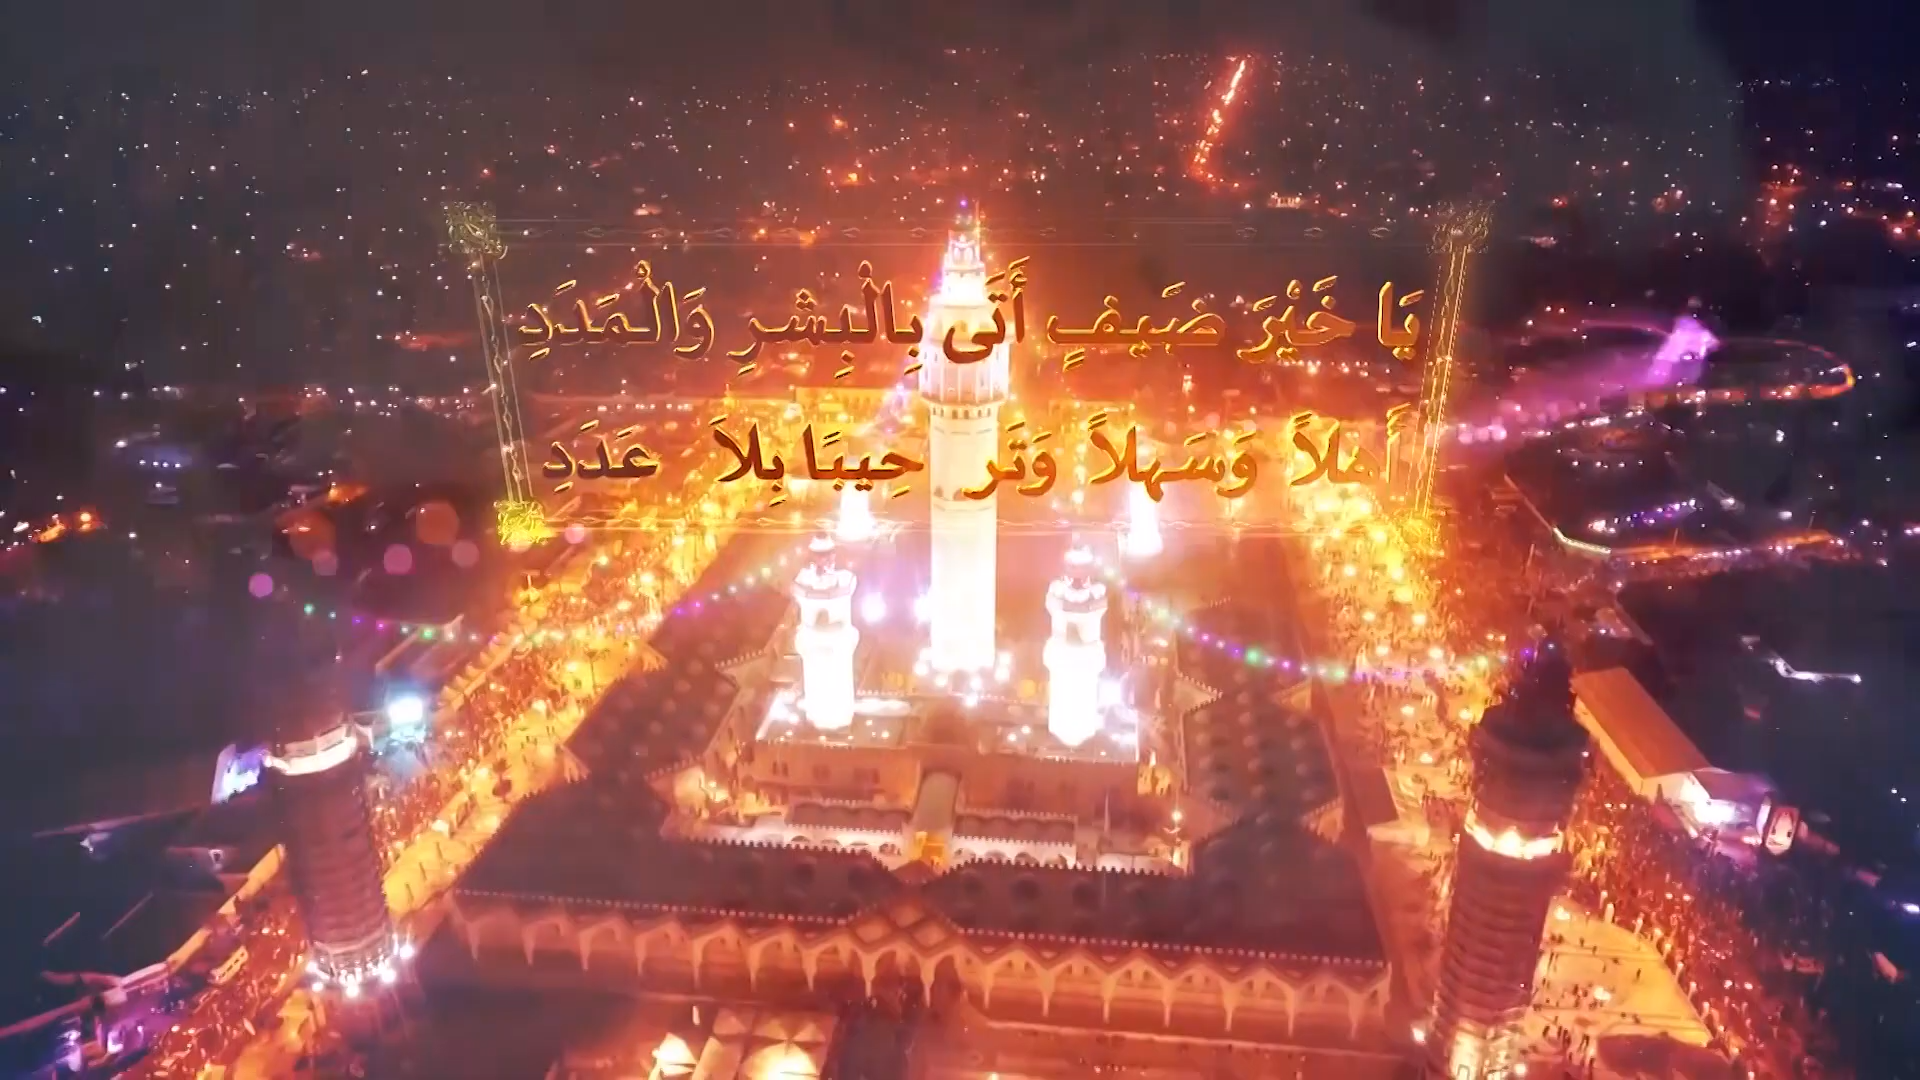 يَا خَيْرَ ضَيفٍ أَتَى بِالْبِشرِ وَالْمَدَدِ
أَهلاً وَسَهلاً وَتَرحِيبًا بِلاَ عَدَدِ